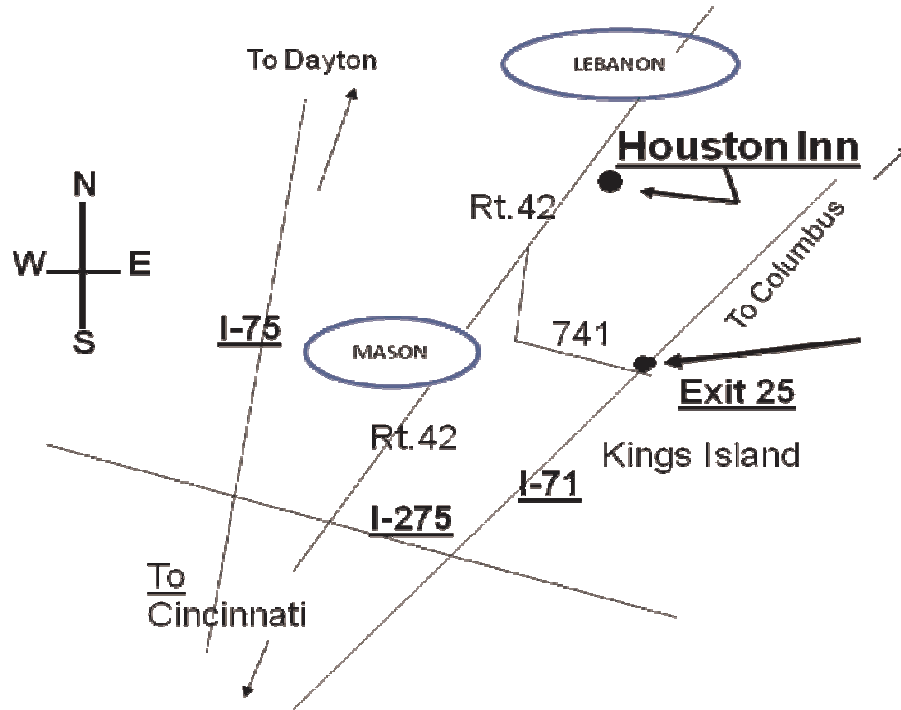 To Dayton
LEBANON
Houston Inn
N
Rt.42
W E
To Columbus
I-75
741
S
MASON
Exit 25
Rt.42
Kings Island
I-71
I-275
To
Cincinnati